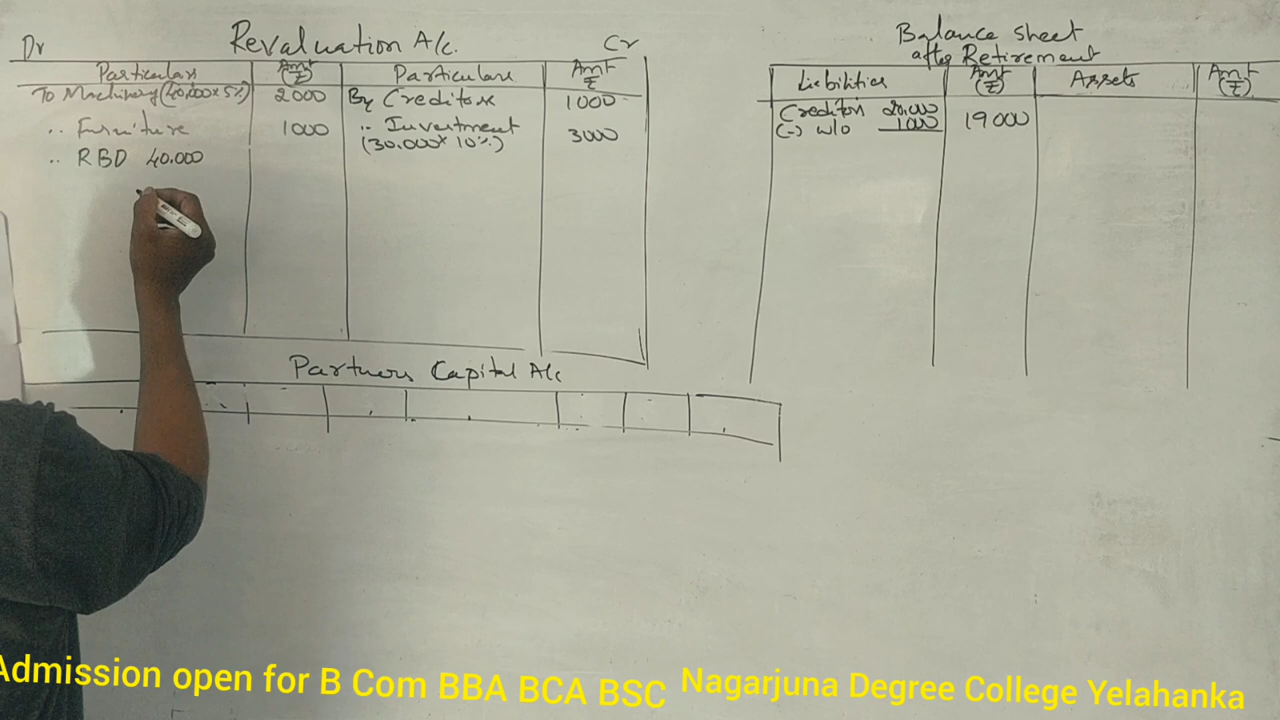 Dr Revaluation A/c. Cr
Particulars Amt (₹) Particulars Amt ₹
To Machinery (40,000 x 5%) 2000 By Creditors 1000
.. Furniture 1000 .. Investment 3000
(30.000 x 10%)
.. RBD 40.000
Partners Capital A/c
Balance Sheet
after Retirement
Liabilities Amt (₹) Assets Amt (₹)
Creditors 20,000
(-) w/o 1000 19000
Admission open for B Com BBA BCA BSC Nagarjuna Degree College Yelahanka